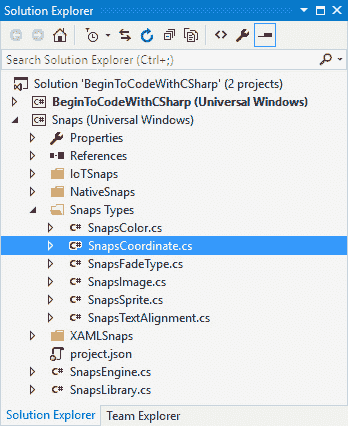 Solution Explorer
Search Solution Explorer (Ctrl+;)
Solution 'BeginToCodeWithCSharp' (2 projects)
C# BeginToCodeWithCSharp (Universal Windows)
C# Snaps (Universal Windows)
Properties
References
IoTSnaps
NativeSnaps
Snaps Types
C# SnapsColor.cs
C# SnapsCoordinate.cs
C# SnapsFadeType.cs
C# SnapsImage.cs
C# SnapsSprite.cs
C# SnapsTextAlignment.cs
XAMLSnaps
project.json
C# SnapsEngine.cs
C# SnapsLibrary.cs
Solution Explorer Team Explorer